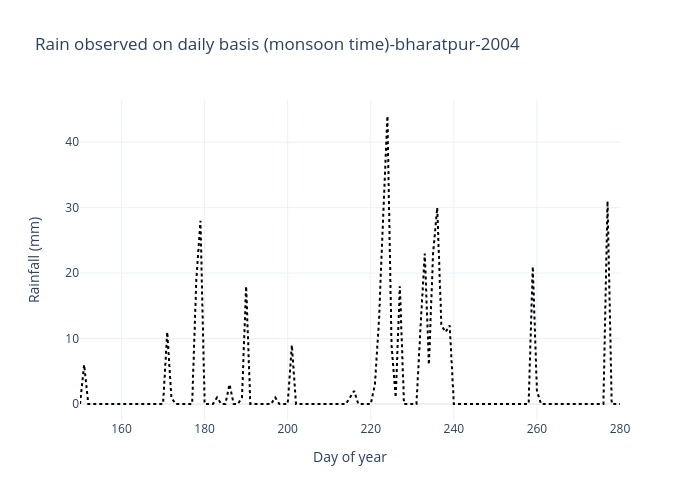 Rain observed on daily basis (monsoon time)-bharatpur-2004
40
30
20
10
0
Rainfall (mm)
160 180 200 220 240 260 280
Day of year